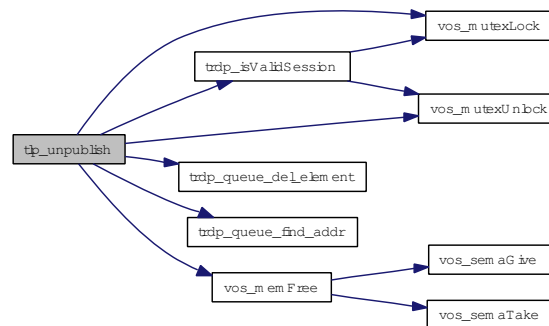 vos_mutexLock
trdp_isValidSession
vos_mutexUnlock
tlp_unpublish
trdp_queue_del_element
trdp_queue_find_addr
vos_semaGive
vos_memFree
vos_semaTake